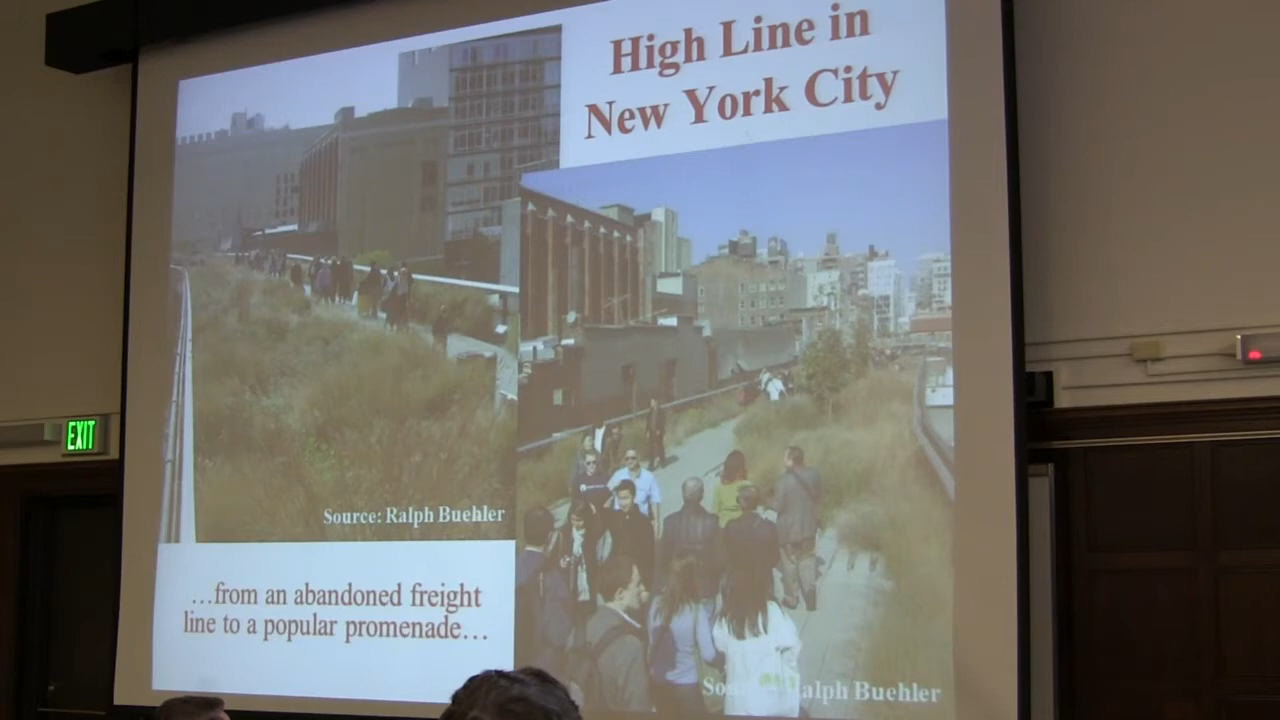 High Line in
New York City
EXIT
Source: Ralph Buehler
...from an abandoned freight
line to a popular promenade...
Ralph Buehler